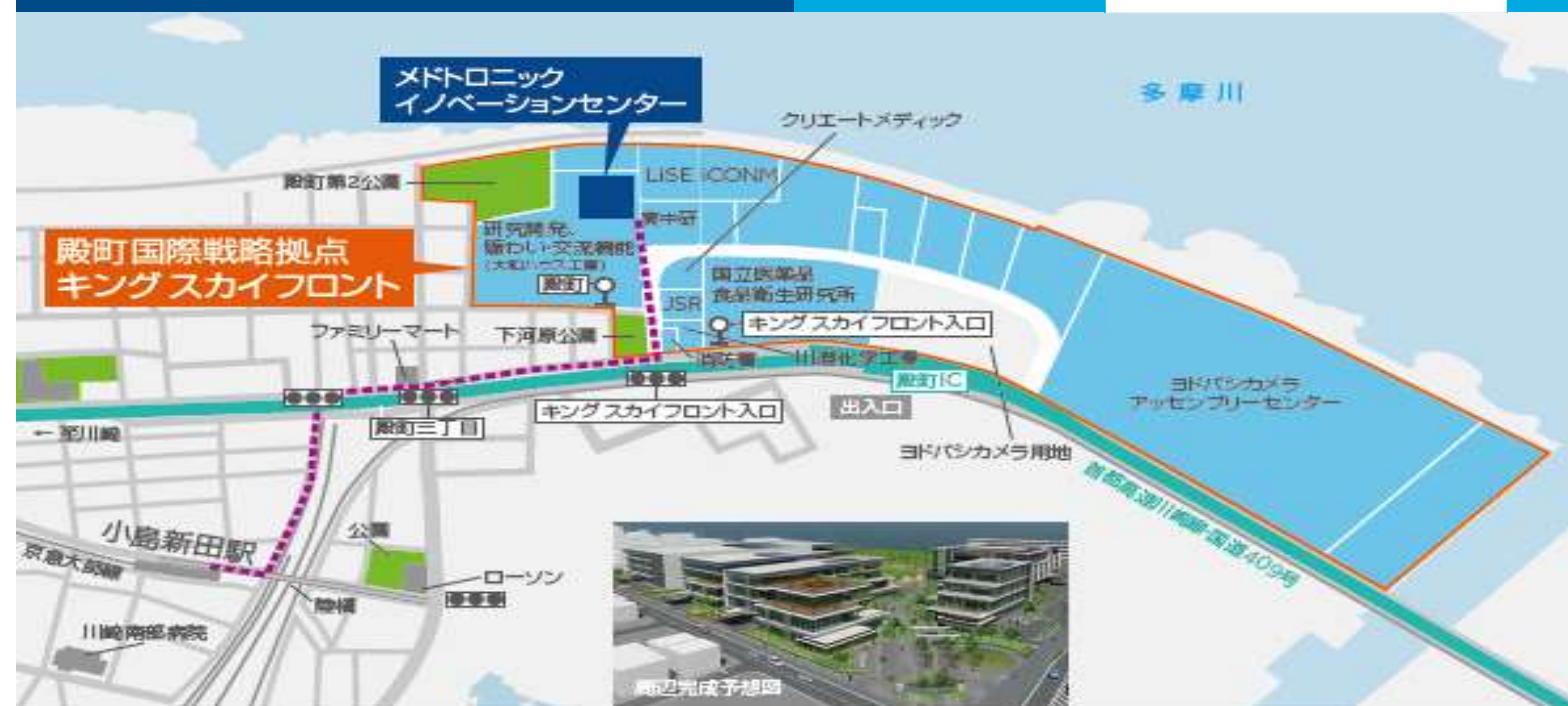 メドトロニック
イノベーションセンター
多摩川
クリエートメディック
殿町第2公園
LiSE iCONM
実中研
研究開発、
賑わい・交流機能
(大和ハウス工業)
殿町国際戦略拠点
キング スカイフロント
殿町
国立医薬品
食品衛生研究所
JSR
キング スカイフロント入口
ファミリーマート
下河原公園
消防署
殿町IC
ヨドバシカメラ
アッセンブリーセンター
キング スカイフロント入口
出入口
← 至川崎
殿町三丁目
ヨドバシカメラ用地
首都高速川崎線・国道409号
小島新田駅
公園
京急大師線
ローソン
陸橋
川崎南部病院
周辺完成予想図